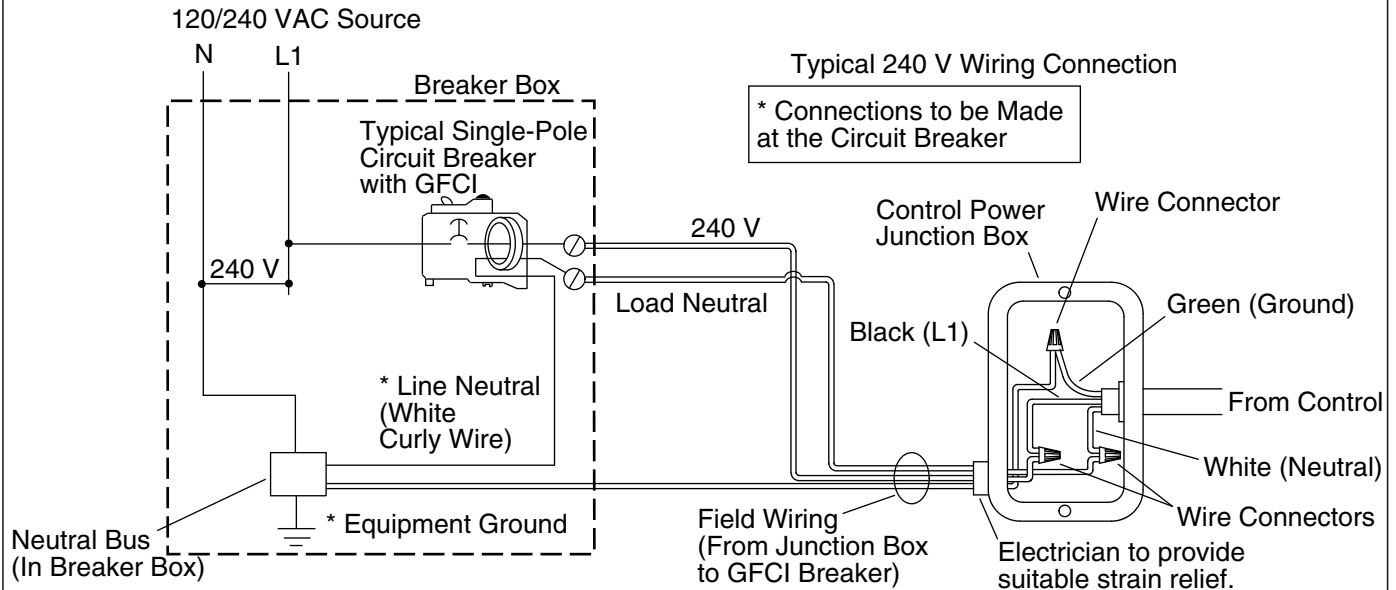 120/240 VAC Source
N
L1
Breaker Box
Typical Single-Pole
Circuit Breaker
with GFCI
240 V
* Line Neutral
(White
Curly Wire)
* Equipment Ground
Neutral Bus
(In Breaker Box)
Typical 240 V Wiring Connection
* Connections to be Made
at the Circuit Breaker
240 V
Load Neutral
Control Power
Junction Box
Wire Connector
Green (Ground)
Black (L1)
From Control
White (Neutral)
Wire Connectors
Field Wiring
(From Junction Box
to GFCI Breaker)
Electrician to provide
suitable strain relief.